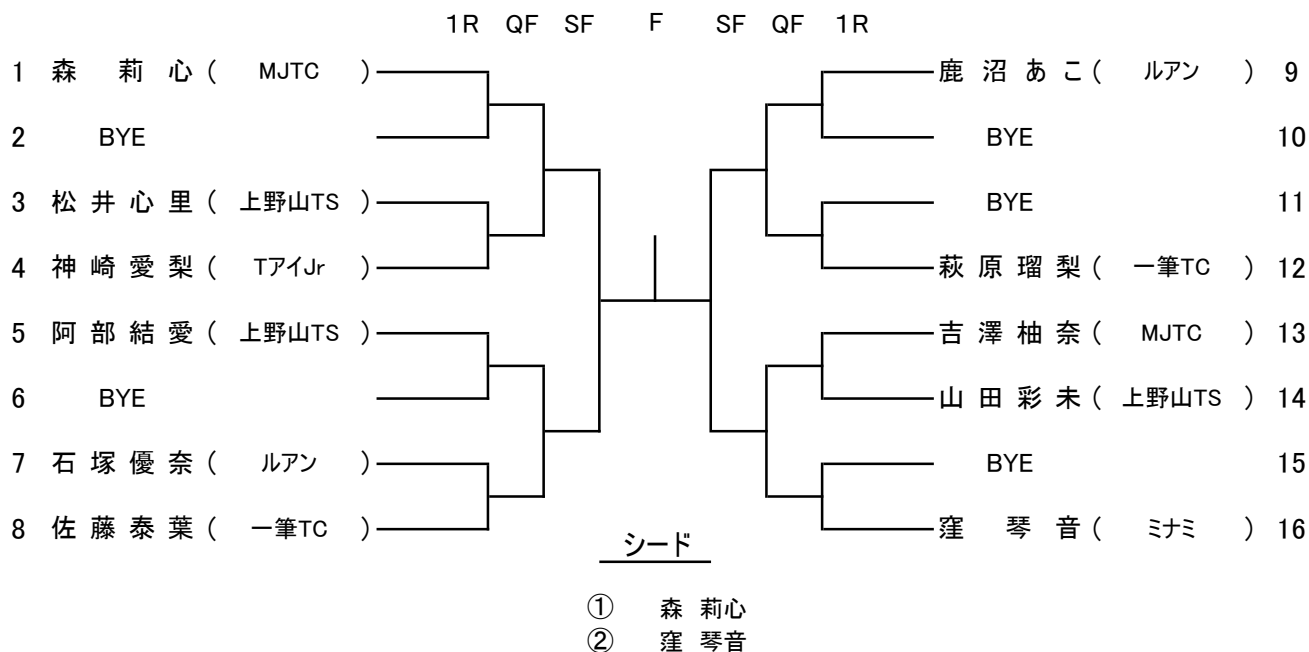 1R QF SF F SF QF 1R
1 森 莉 心 ( MJTC ) 鹿 沼 あ こ ( ルアン ) 9
2 BYE BYE 10
3 松 井 心 里 ( 上野山TS ) BYE 11
4 神 崎 愛 梨 ( TアイJr ) 萩 原 瑠 梨 ( 一筆TC ) 12
5 阿 部 結 愛 ( 上野山TS ) 吉 澤 柚 奈 ( MJTC ) 13
6 BYE 山 田 彩 未 ( 上野山TS ) 14
7 石 塚 優 奈 ( ルアン ) BYE 15
8 佐 藤 泰 葉 ( 一筆TC ) 窪 琴 音 ( ミナミ ) 16
シード
① 森 莉心
② 窪 琴音